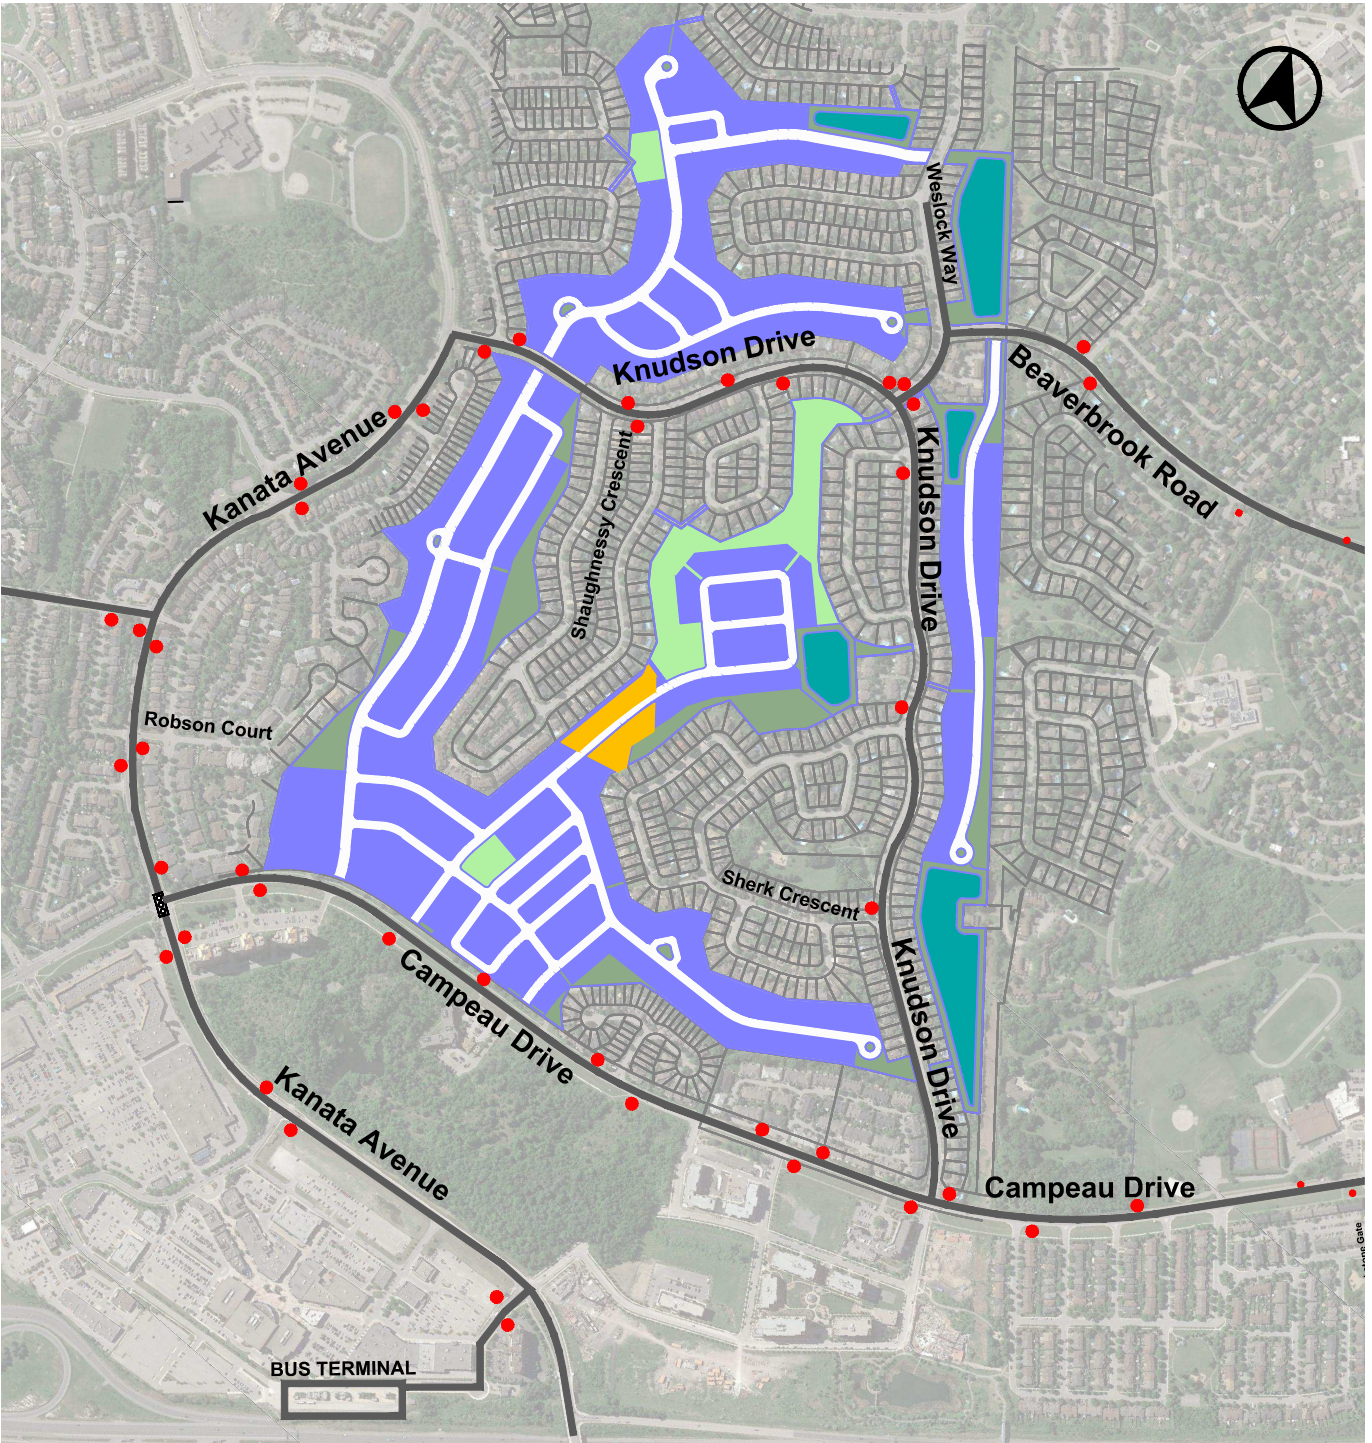 Weslock Way
Knudson Drive
Beaverbrook Road
Kanata Avenue
Shaughnessy Crescent
Knudson Drive
Robson Court
Sherk Crescent
Campeau Drive
Knudson Drive
Kanata Avenue
Campeau Drive
BUS TERMINAL